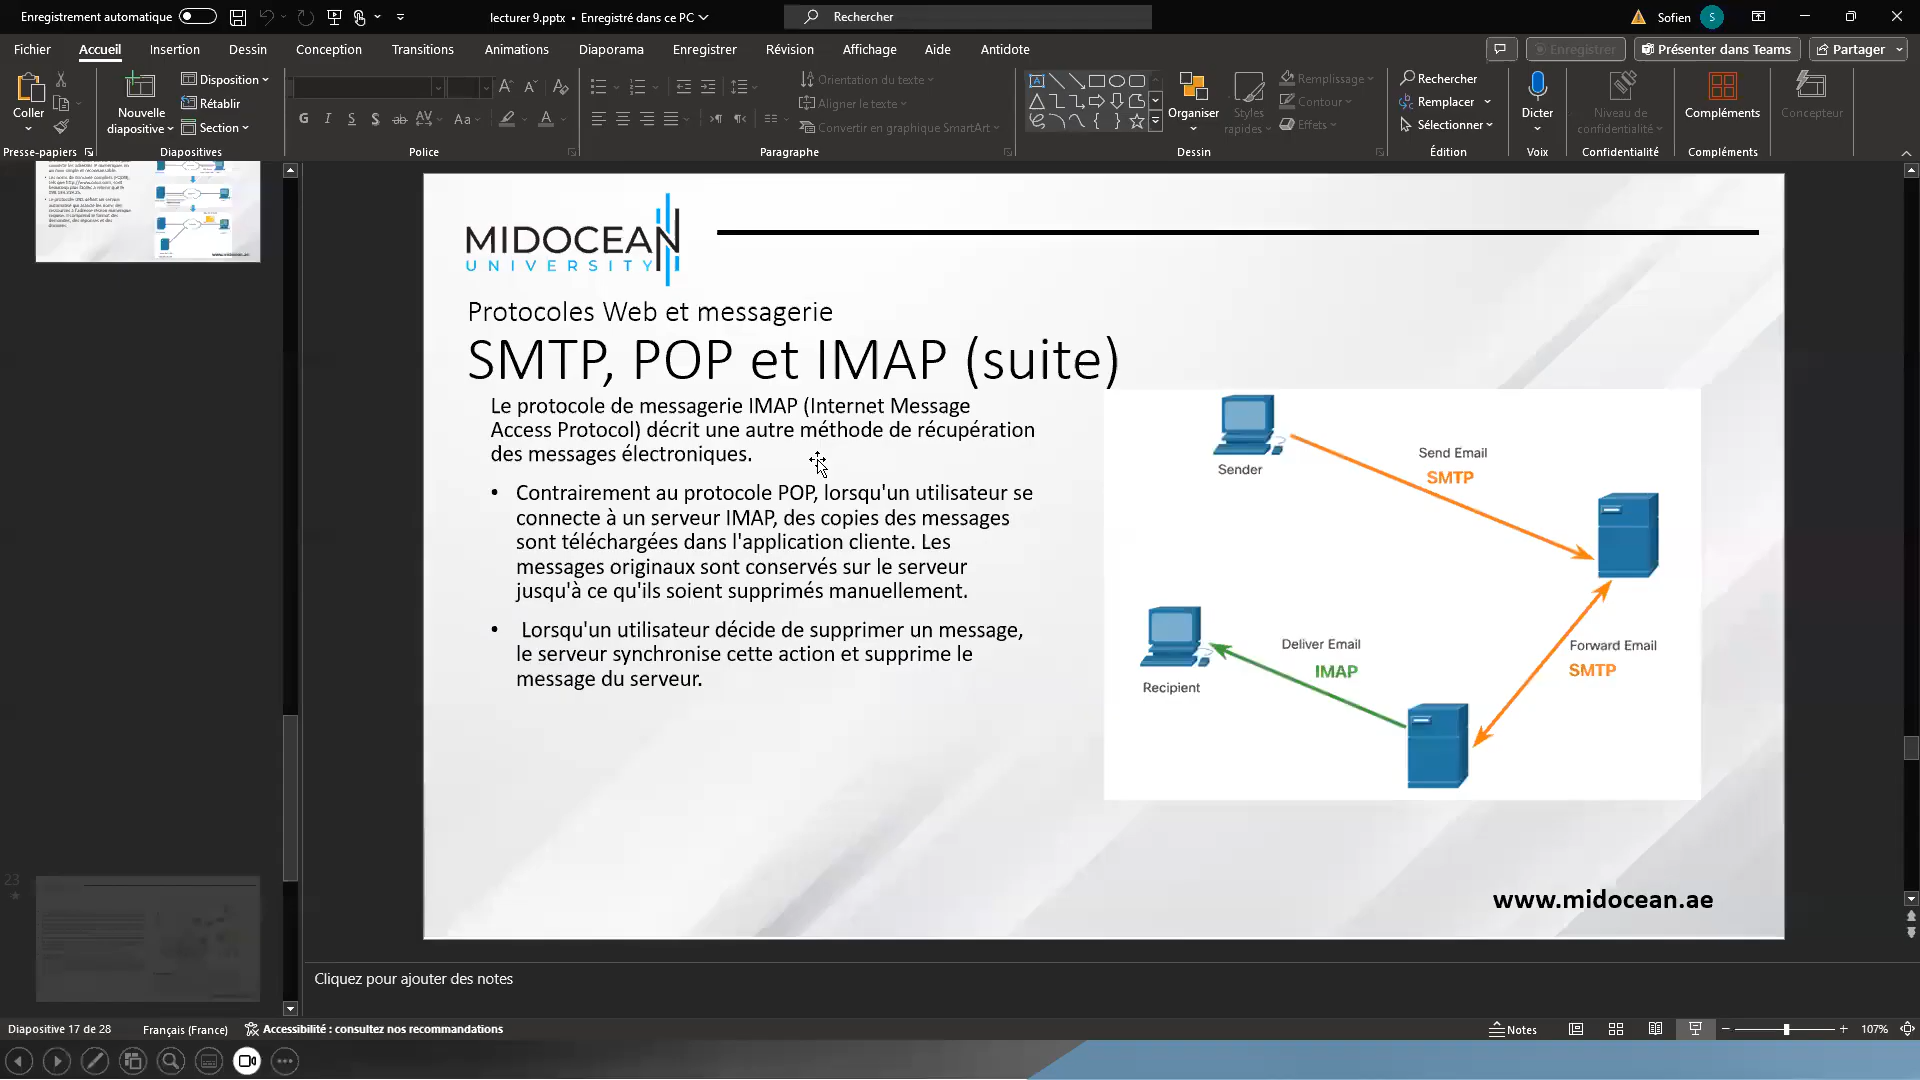 Enregistrement automatique
lecturer 9.pptx • Enregistré dans ce PC
Rechercher
Sofien
S
Fichier
Accueil
Insertion
Dessin
Conception
Transitions
Animations
Diaporama
Enregistrer
Révision
Affichage
Aide
Antidote
Enregistrer
Présenter dans Teams
Partager
Coller
Nouvelle
diapositive
Disposition
Rétablir
Section
G I S S ab AV Aa A
Orientation du texte
Aligner le texte
Convertir en graphique SmartArt
Organiser
Styles
rapides
Remplissage
Contour
Effets
Rechercher
Remplacer
Sélectionner
Dicter
Niveau de
confidentialité
Compléments
Concepteur
Presse-papiers
Diapositives
Police
Paragraphe
Dessin
Édition
Voix
Confidentialité
Compléments
MIDOCEAN
UNIVERSITY
Protocoles Web et messagerie
SMTP, POP et IMAP (suite)
Le protocole de messagerie IMAP (Internet Message
Access Protocol) décrit une autre méthode de récupération
des messages électroniques.
• Contrairement au protocole POP, lorsqu'un utilisateur se
connecte à un serveur IMAP, des copies des messages
sont téléchargées dans l'application cliente. Les
messages originaux sont conservés sur le serveur
jusqu'à ce qu'ils soient supprimés manuellement.
• Lorsqu'un utilisateur décide de supprimer un message,
le serveur synchronise cette action et supprime le
message du serveur.
Sender
Send Email
SMTP
Deliver Email
IMAP
Forward Email
SMTP
Recipient
www.midocean.ae
23
Cliquez pour ajouter des notes
Diapositive 17 de 28
Français (France)
Accessibilité : consultez nos recommandations
Notes
107%